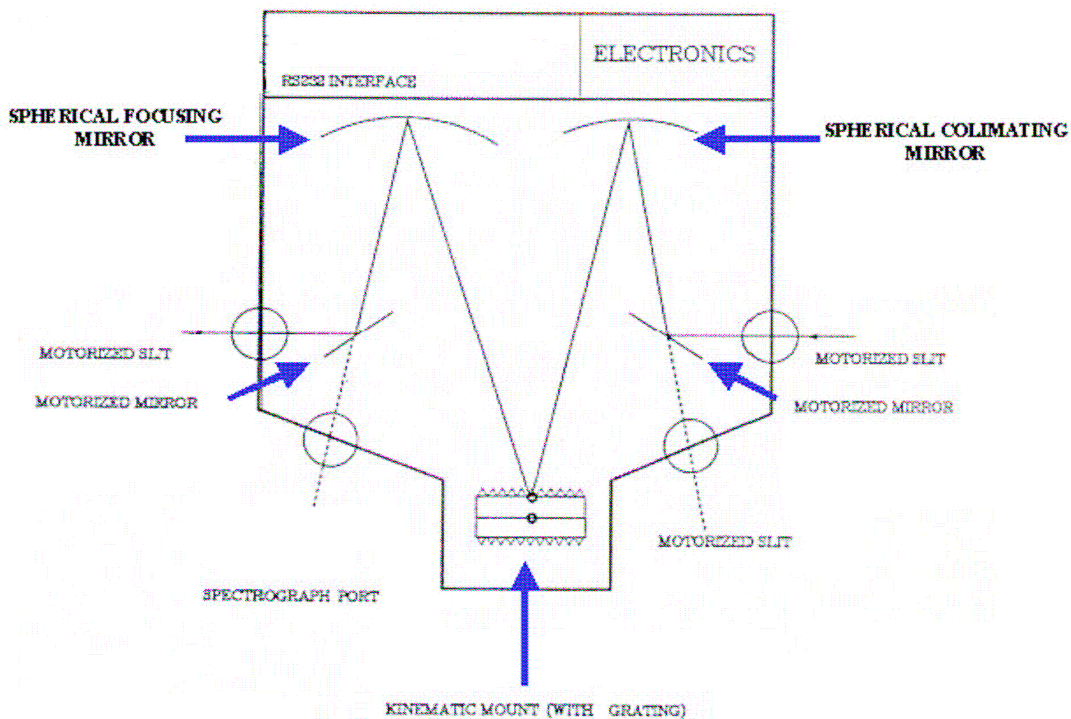 ELECTRONICS
RS232 INTERFACE
SPHERICAL FOCUSING
MIRROR
SPHERICAL COLIMATING
MIRROR
MOTORIZED SLIT
MOTORIZED SLIT
MOTORIZED MIRROR
MOTORIZED MIRROR
MOTORIZED SLIT
SPECTROGRAPH PORT
KINEMATIC MOUNT (WITH GRATING)